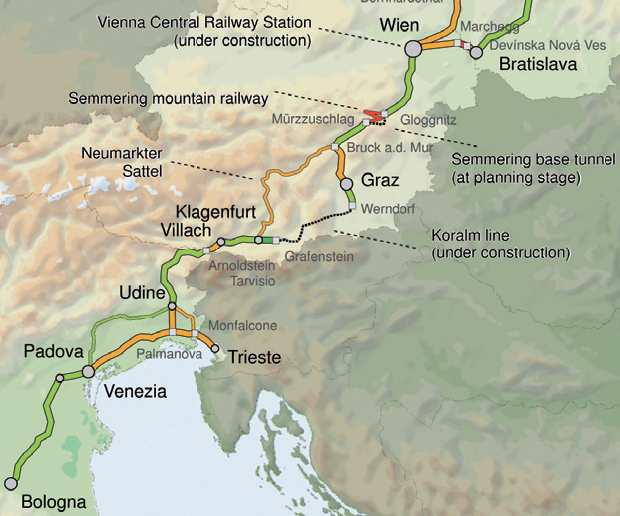 Bernhardsthal
Vienna Central Railway Station
(under construction)
Wien
Marchegg
Devínska Nová Ves
Bratislava
Semmering mountain railway
Mürzzuschlag
Gloggnitz
Neumarkter
Sattel
Bruck a.d. Mur
Semmering base tunnel
(at planning stage)
Graz
Werndorf
Klagenfurt
Villach
Koralm line
(under construction)
Grafenstein
Arnoldstein
Tarvisio
Udine
Monfalcone
Palmanova
Trieste
Padova
Venezia
Bologna